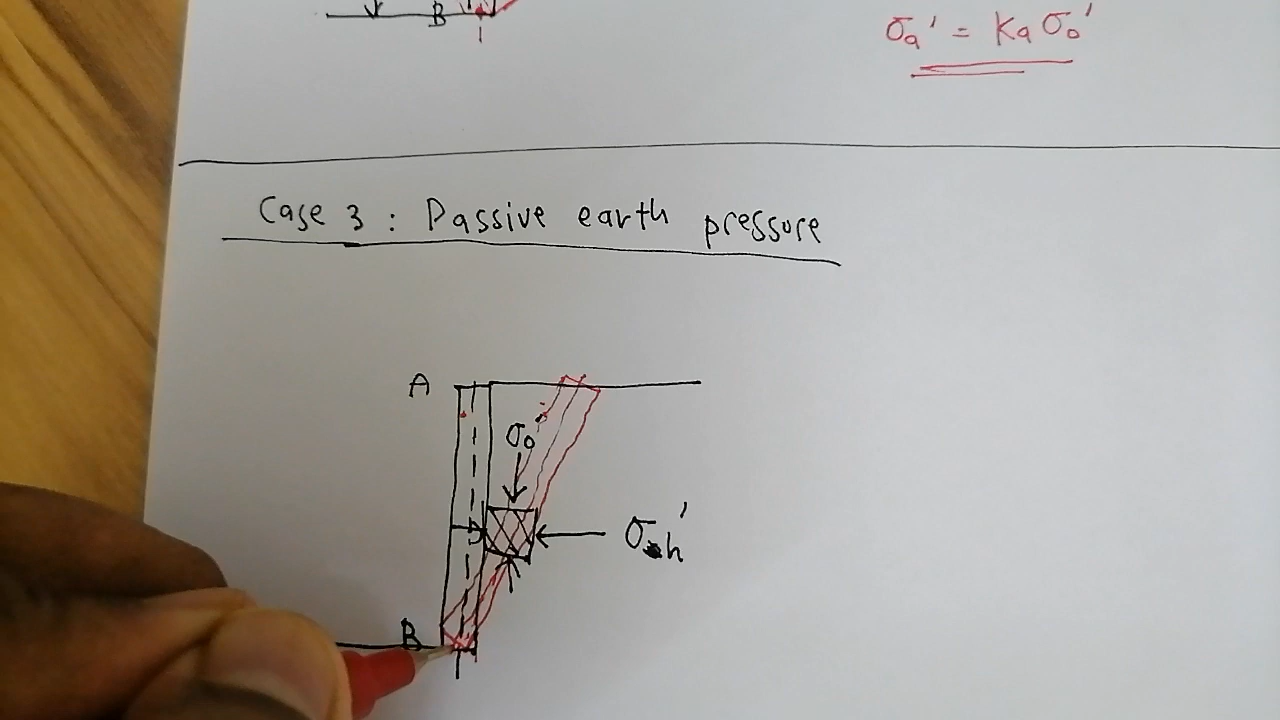 B
σa' = Ka σo'
Case 3 : Passive earth pressure
A
σo'
σh'
B